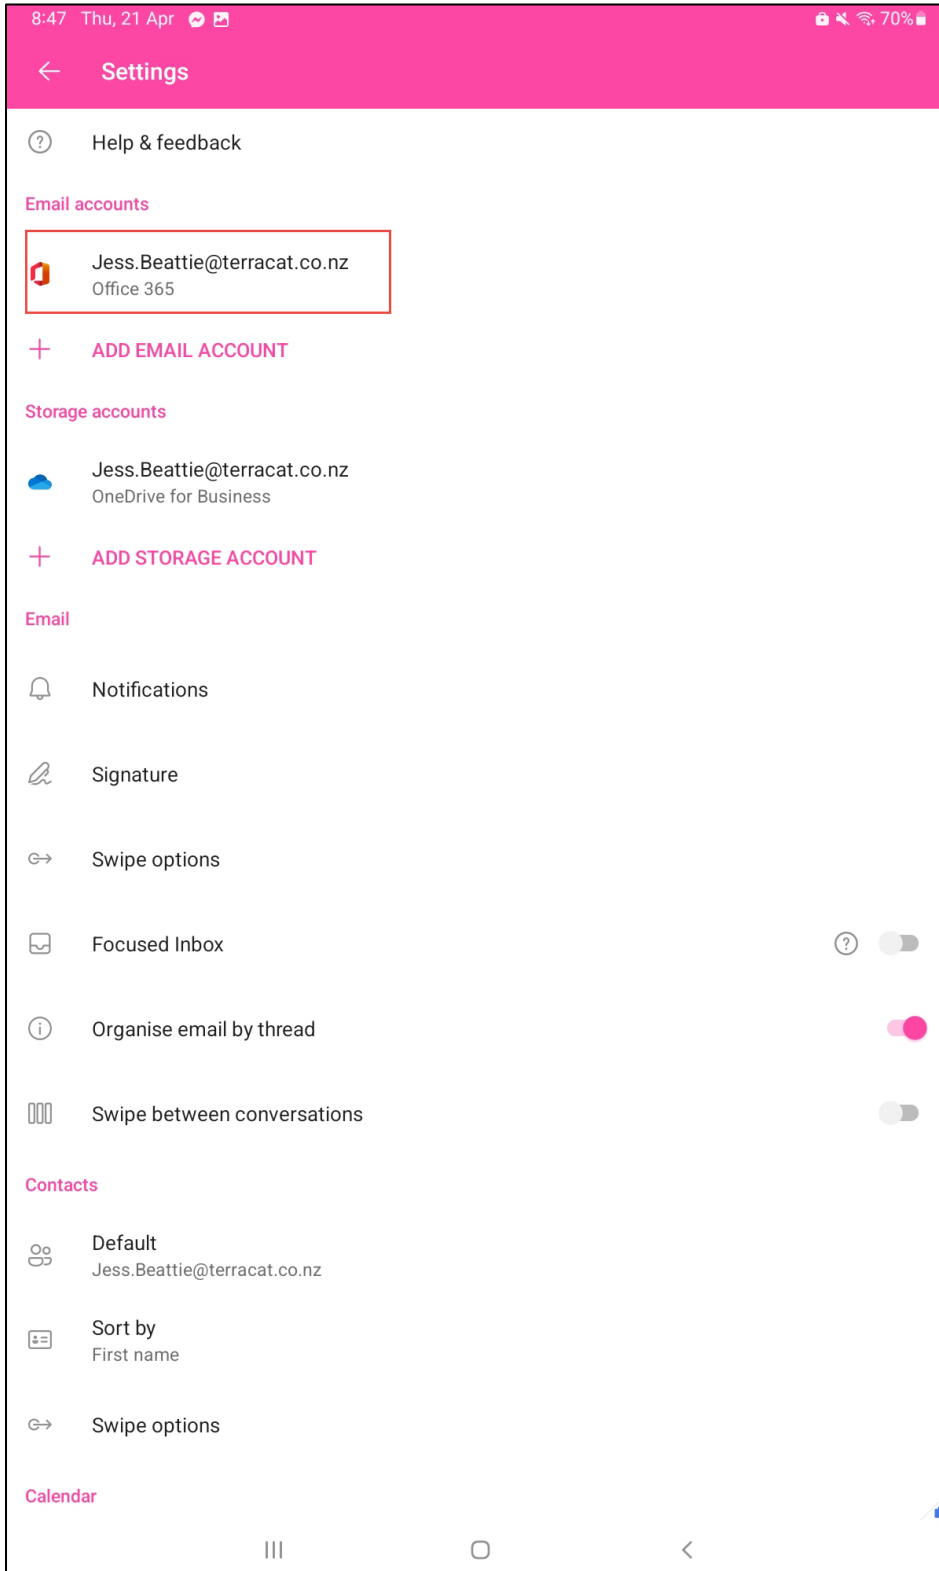 8:47 Thu, 21 Apr 70%
Settings
Help & feedback
Email accounts
Jess.Beattie@terracat.co.nz
Office 365
ADD EMAIL ACCOUNT
Storage accounts
Jess.Beattie@terracat.co.nz
OneDrive for Business
ADD STORAGE ACCOUNT
Email
Notifications
Signature
Swipe options
Focused Inbox
Organise email by thread
Swipe between conversations
Contacts
Default
Jess.Beattie@terracat.co.nz
Sort by
First name
Swipe options
Calendar